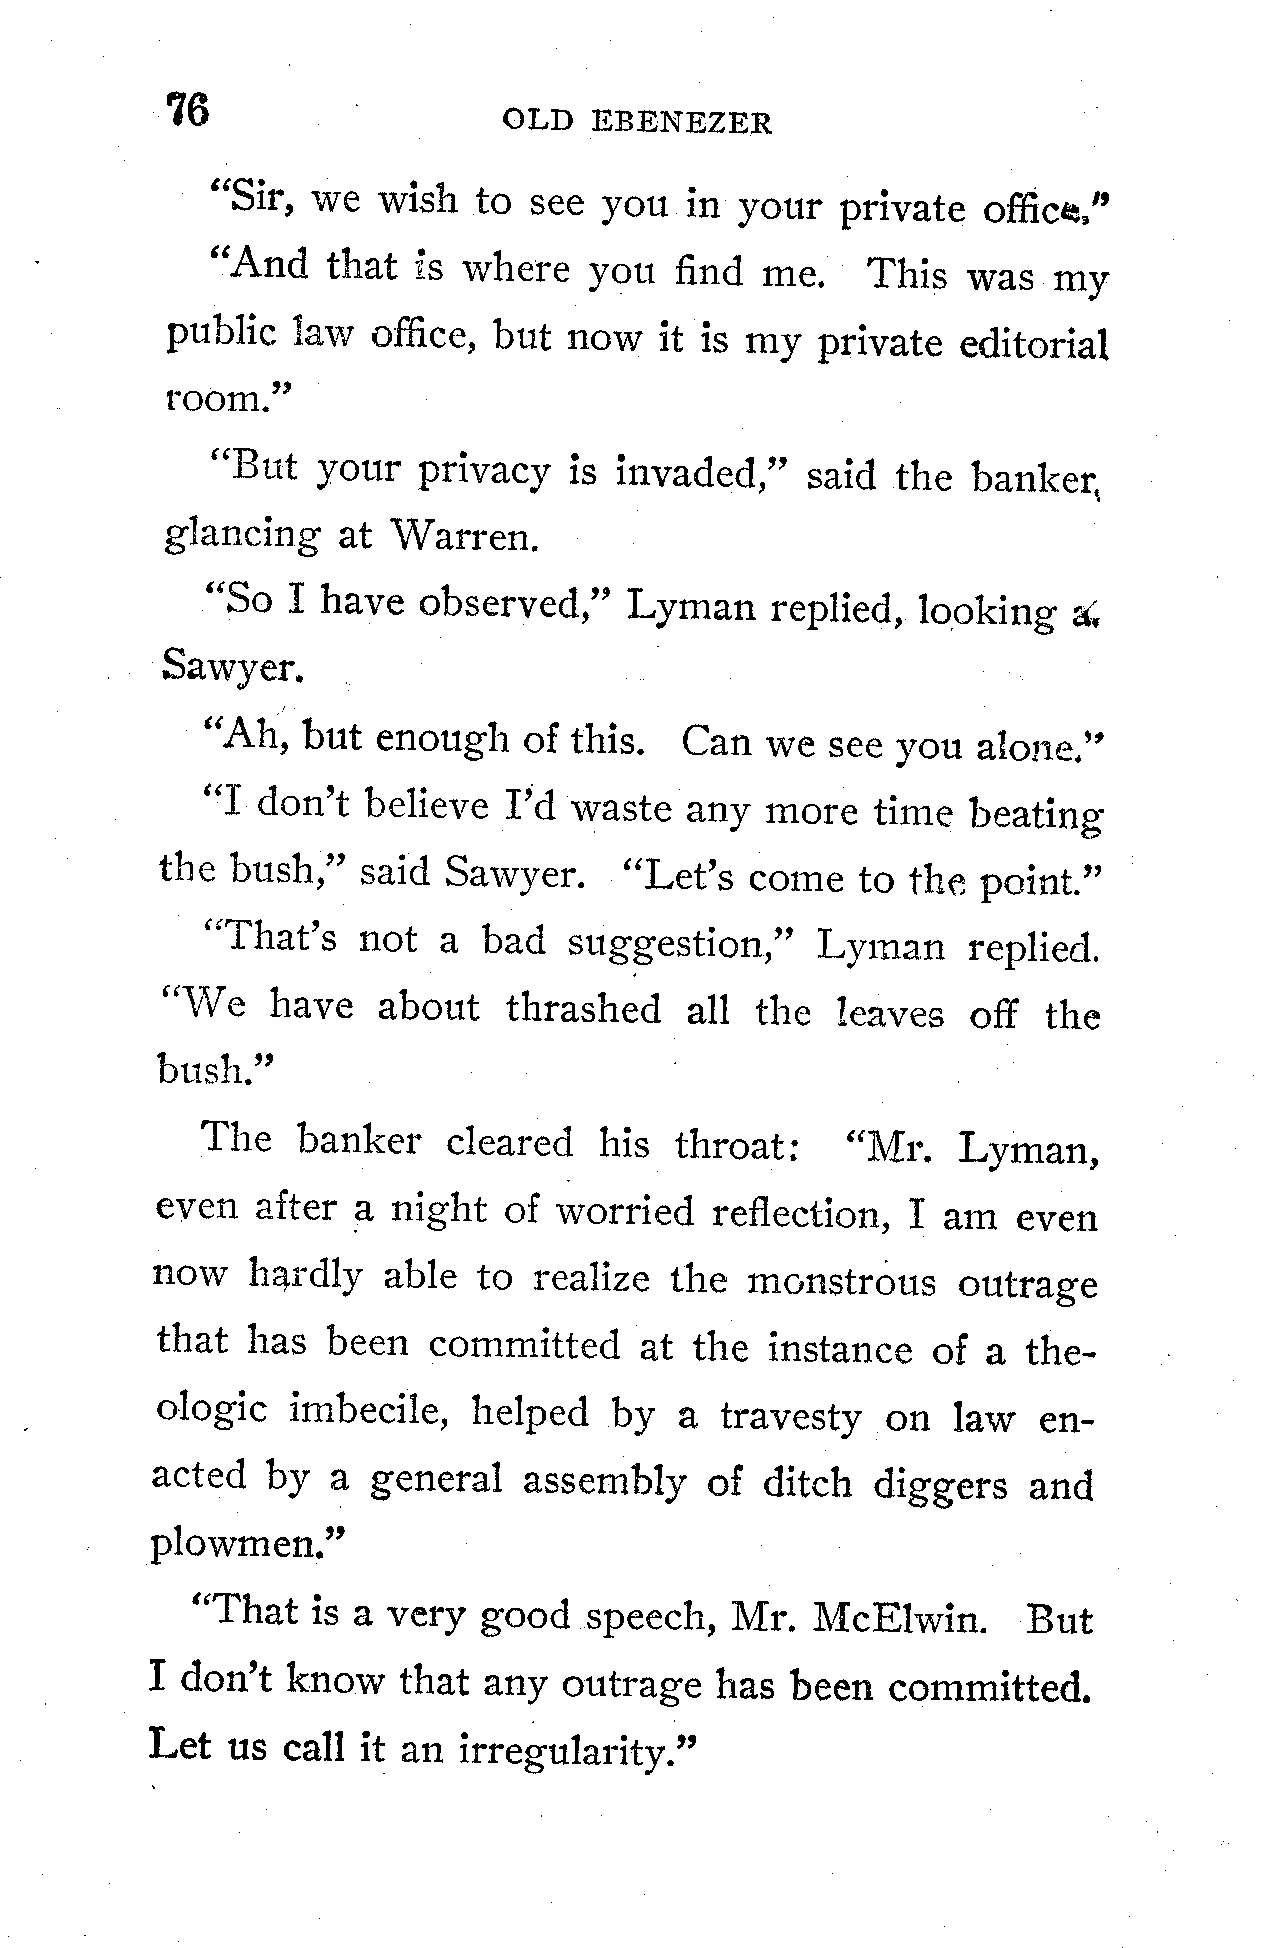 76
OLD EBENEZER
“Sir, we wish to see you in your private office.”
“And that is where you find me. This was my
public law office, but now it is my private editorial
room.”
“But your privacy is invaded,” said the banker,
glancing at Warren.
“So I have observed,” Lyman replied, looking at
Sawyer.
“Ah, but enough of this. Can we see you alone.”
“I don’t believe I’d waste any more time beating
the bush,” said Sawyer. “Let’s come to the point.”
“That’s not a bad suggestion,” Lyman replied.
“We have about thrashed all the leaves off the
bush.”
The banker cleared his throat: “Mr. Lyman,
even after a night of worried reflection, I am even
now hardly able to realize the monstrous outrage
that has been committed at the instance of a the-
ologic imbecile, helped by a travesty on law en-
acted by a general assembly of ditch diggers and
plowmen.”
“That is a very good speech, Mr. McElwin. But
I don’t know that any outrage has been committed.
Let us call it an irregularity.”